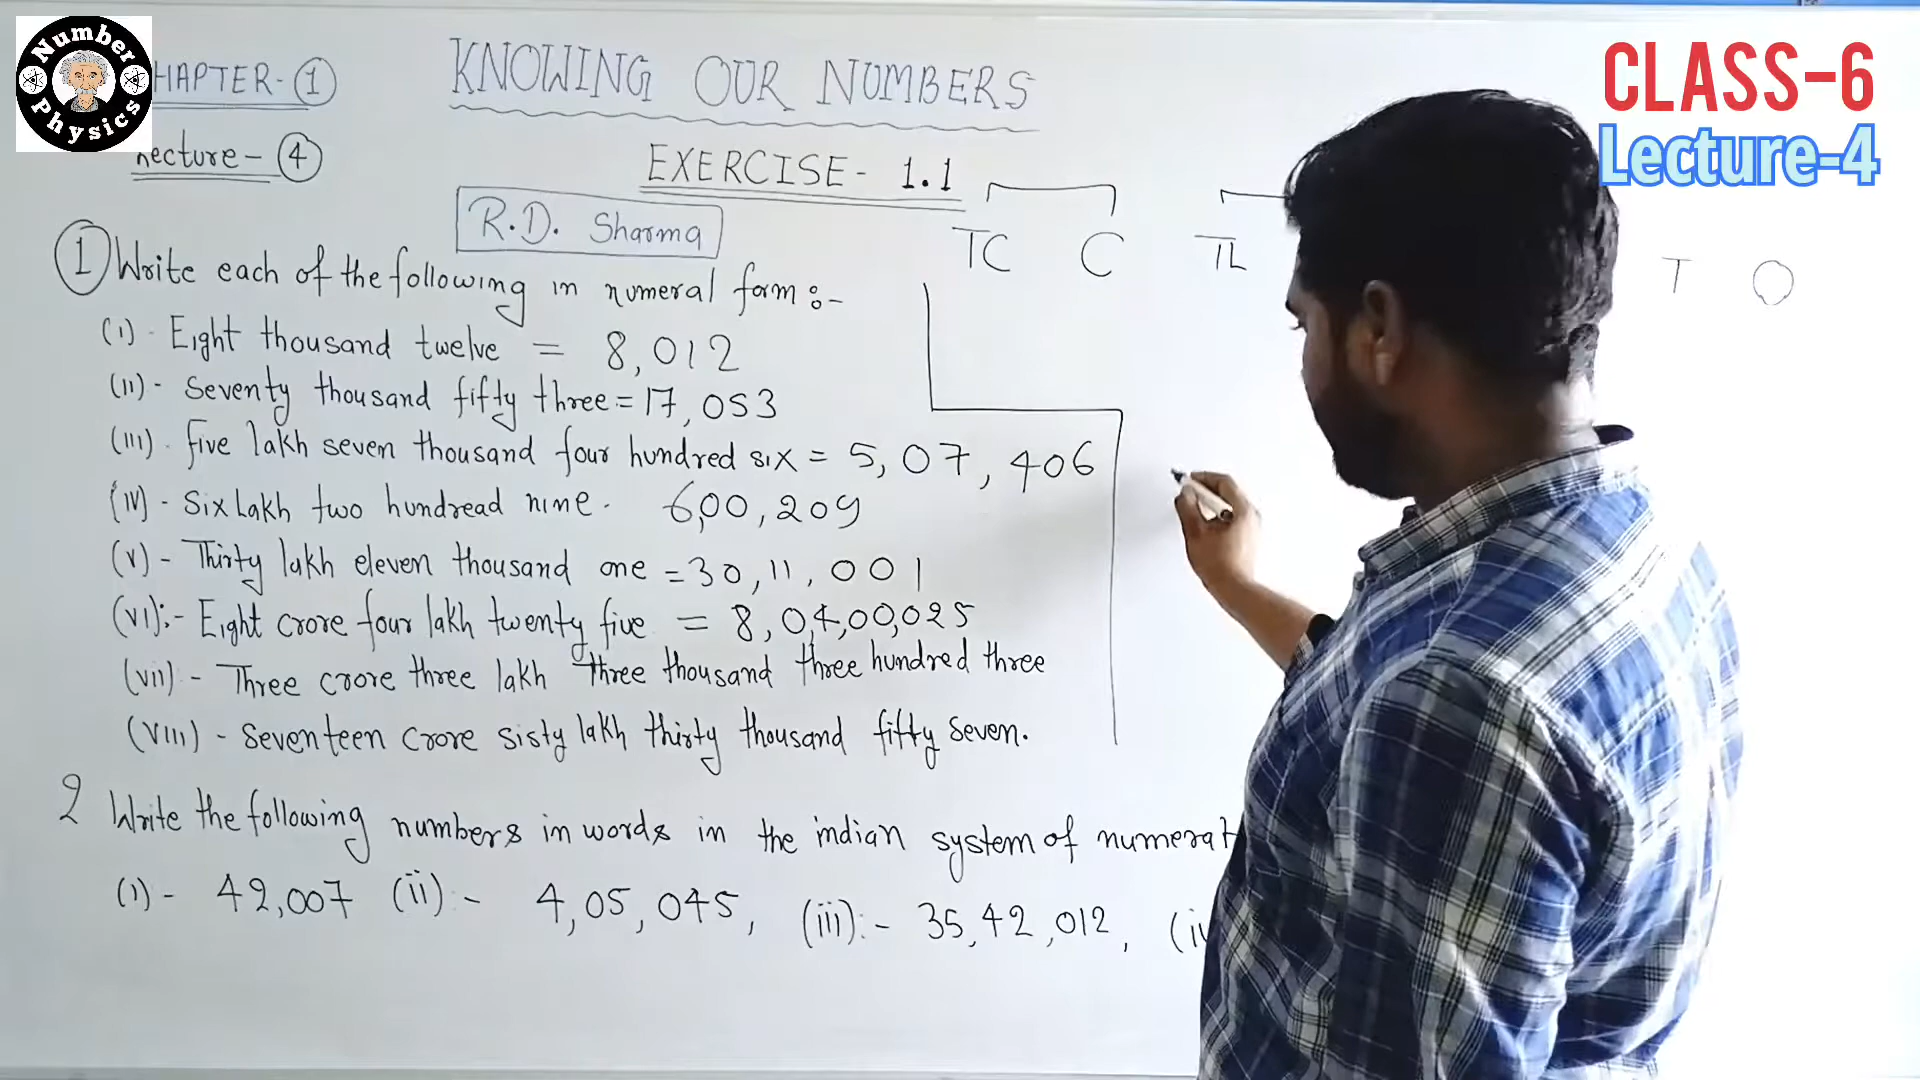 Number Physics
CHAPTER-1 KNOWING OUR NUMBERS
CLASS-6
Lecture-4
Lecture-4
EXERCISE- 1.1
R.D. Sharma
TC C TL T O
1 Write each of the following in numeral form:-
(i) - Eight thousand twelve = 8,012
(ii) - Seventy thousand fifty three = 17,053
(iii) - five lakh seven thousand four hundred six = 5,07,406
(iv) - Six Lakh two hundread nine - 6,00,209
(v) - Thirty lakh eleven thousand one = 30,11,001
(vi):- Eight crore four lakh twenty five = 8,04,00,025
(vii) - Three crore three lakh three thousand three hundred three
(viii) - Seventeen crore sisty lakh thirty thousand fifty seven.
2 Write the following numbers in words in the indian system of numerat
(i) - 42,007 (ii):- 4,05,045, (iii):- 35,42,012, (iv